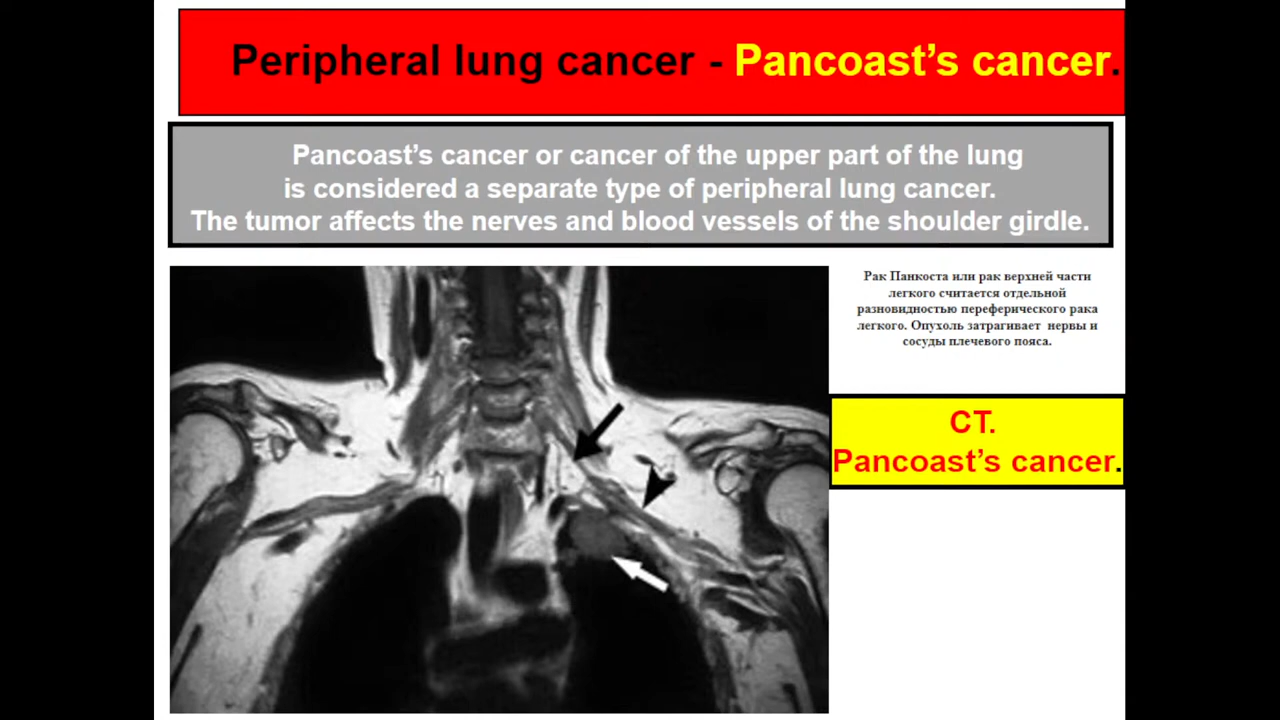 Peripheral lung cancer - Pancoast's cancer.
Pancoast's cancer or cancer of the upper part of the lung
is considered a separate type of peripheral lung cancer.
The tumor affects the nerves and blood vessels of the shoulder girdle.
Рак Панкоста или рак верхней части
легкого считается отдельной
разновидностью переферического рака
легкого. Опухоль затрагивает нервы и
сосуды плечевого пояса.
CT.
Pancoast's cancer.